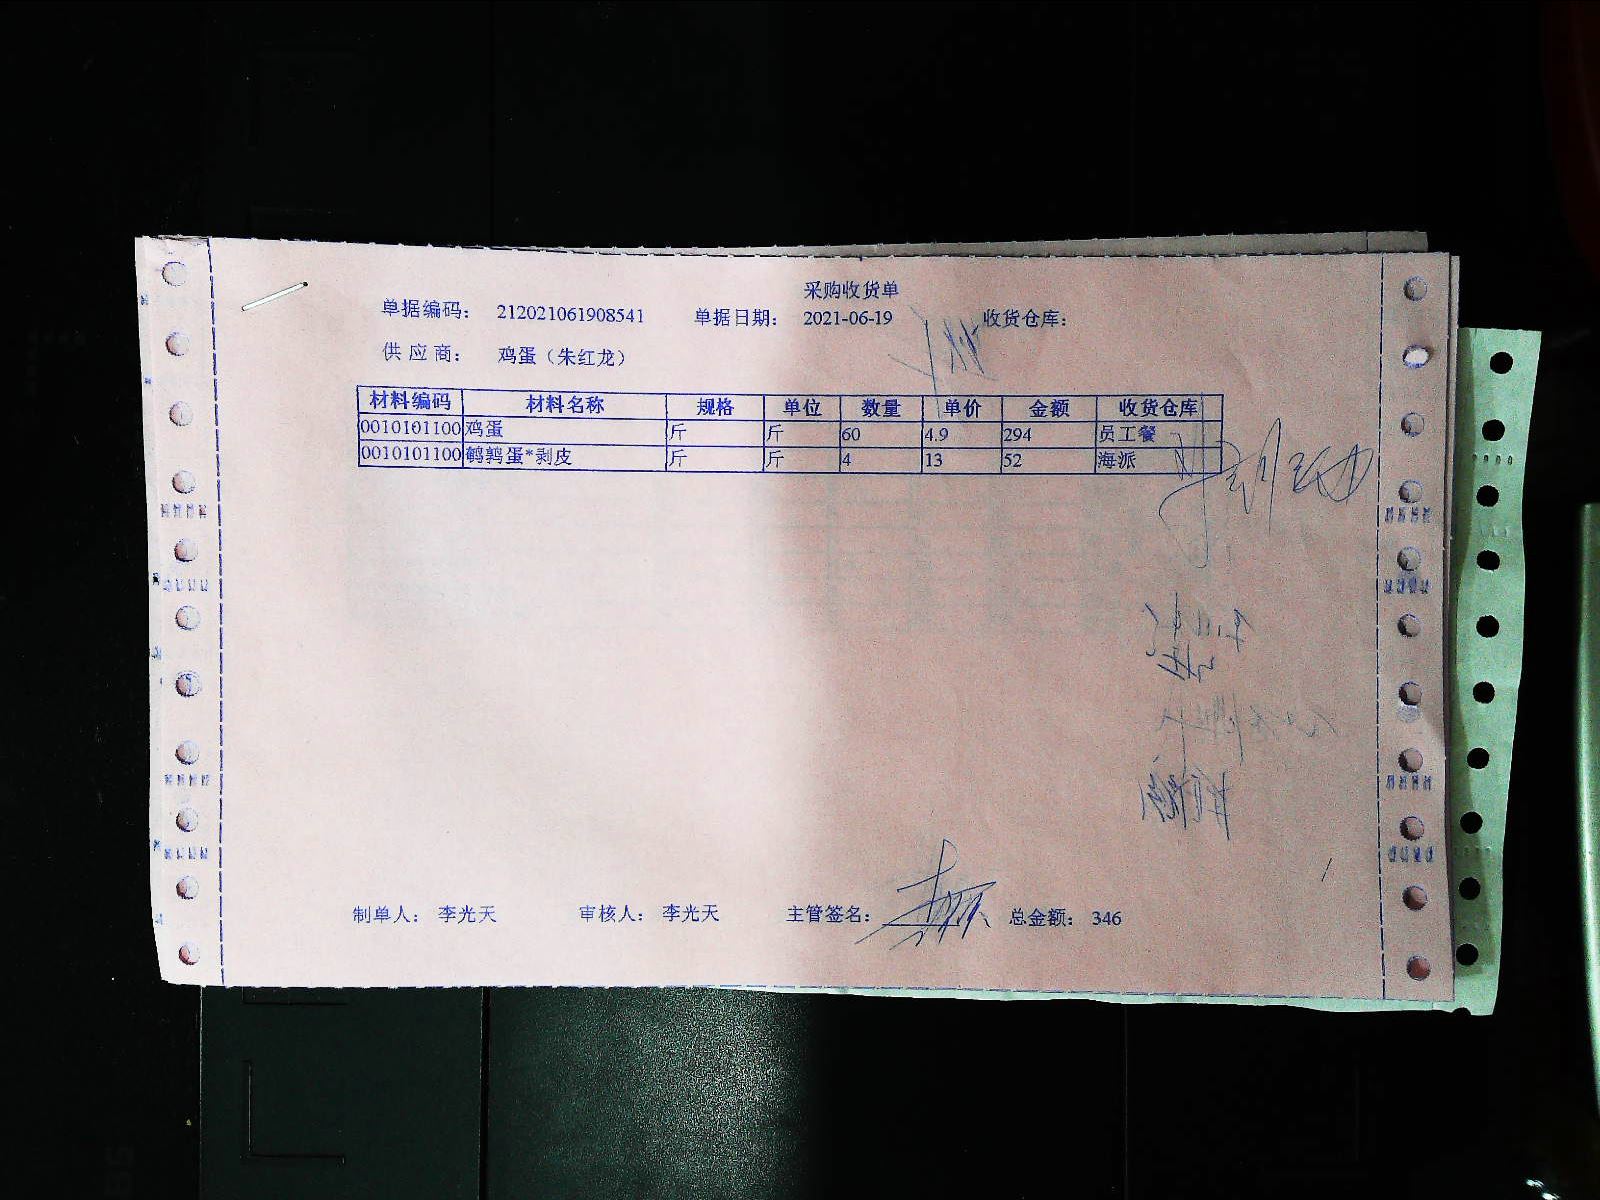 采购收货单
单据编码： 212021061908541 单据日期： 2021-06-19 收货仓库：
供 应 商： 鸡蛋（朱红龙）
材料编码 材料名称 规格 单位 数量 单价 金额 收货仓库
0010101100 鸡蛋 斤 斤 60 4.9 294 员工餐
0010101100 鹌鹑蛋*剥皮 斤 斤 4 13 52 海派
制单人： 李光天 审核人： 李光天 主管签名： 总金额： 346